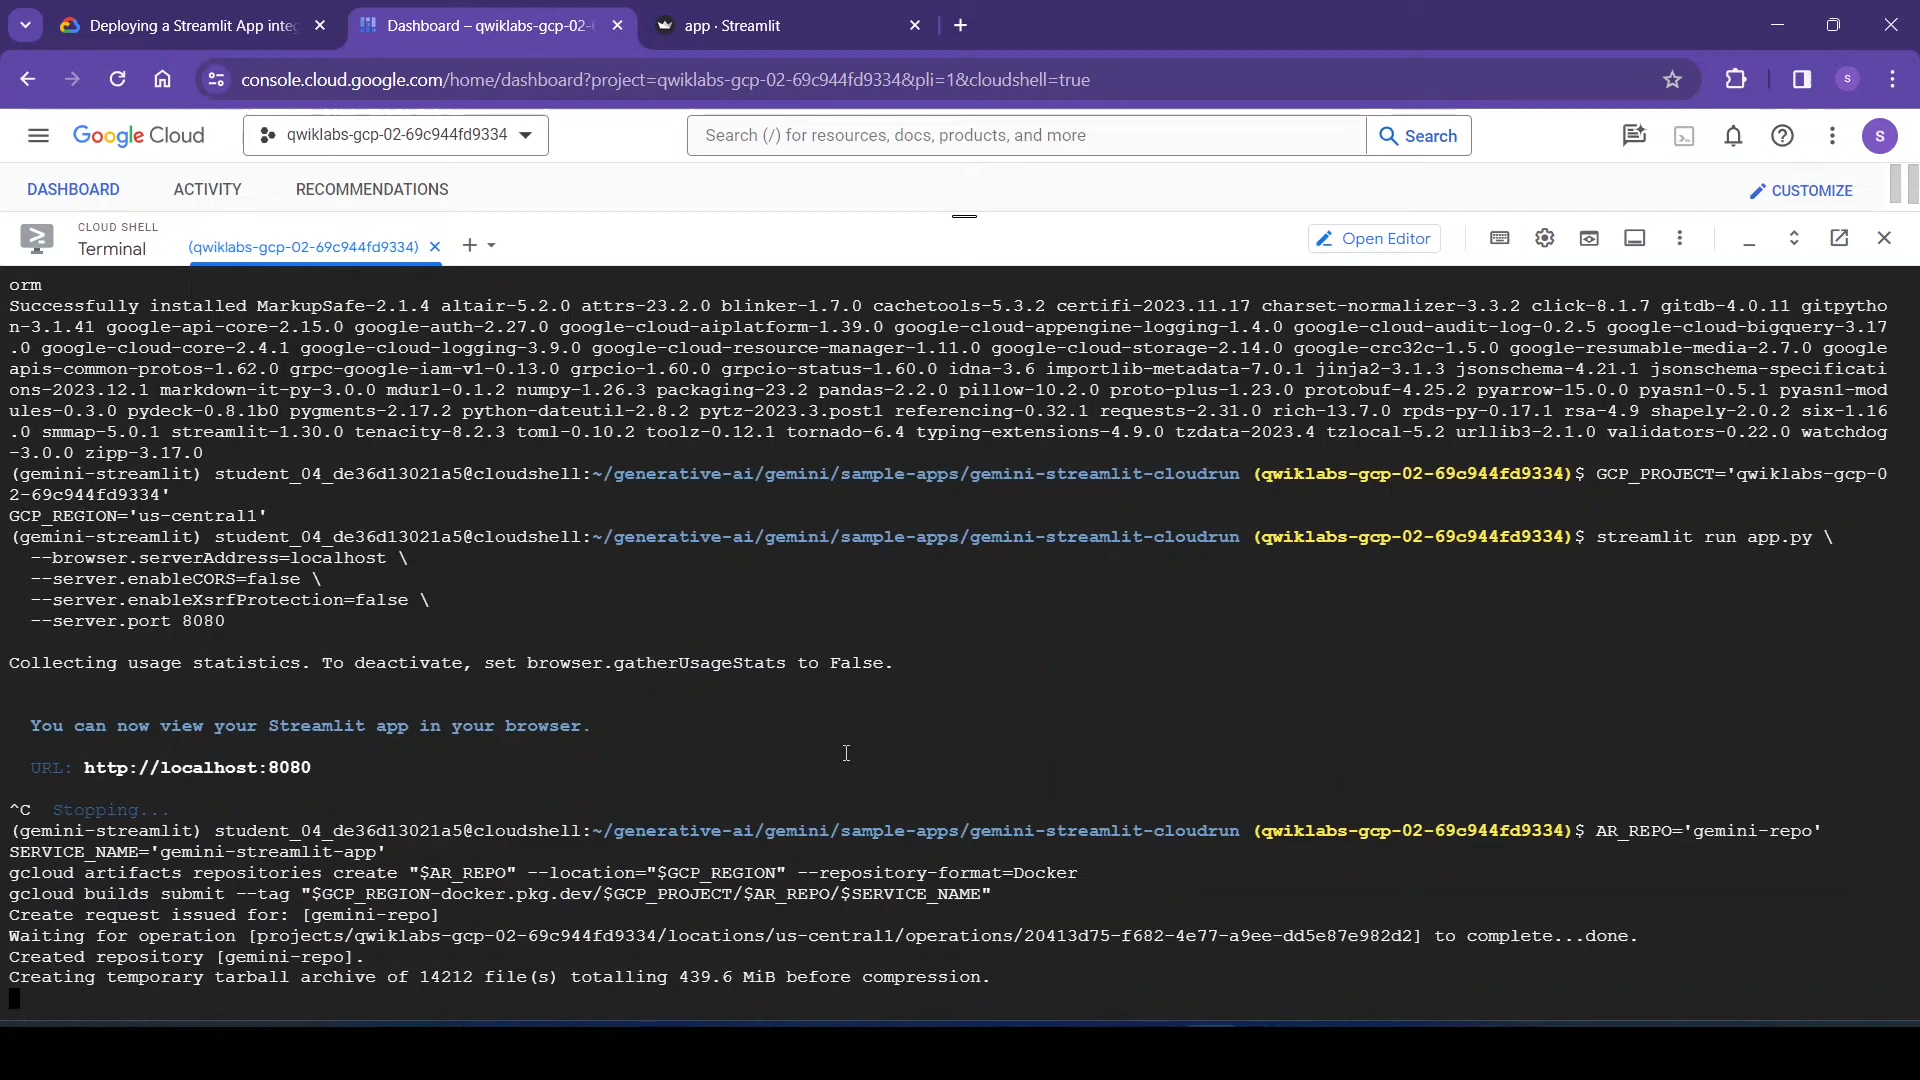 Deploying a Streamlit App integ
Dashboard – qwiklabs-gcp-02-6
app · Streamlit
console.cloud.google.com/home/dashboard?project=qwiklabs-gcp-02-69c944fd9334&pli=1&cloudshell=true
S
Google Cloud
qwiklabs-gcp-02-69c944fd9334
Search (/) for resources, docs, products, and more
Search
S
DASHBOARD
ACTIVITY
RECOMMENDATIONS
CUSTOMIZE
CLOUD SHELL
Terminal
(qwiklabs-gcp-02-69c944fd9334)
Open Editor
orm
Successfully installed MarkupSafe-2.1.4 altair-5.2.0 attrs-23.2.0 blinker-1.7.0 cachetools-5.3.2 certifi-2023.11.17 charset-normalizer-3.3.2 click-8.1.7 gitdb-4.0.11 gitpytho
n-3.1.41 google-api-core-2.15.0 google-auth-2.27.0 google-cloud-aiplatform-1.39.0 google-cloud-appengine-logging-1.4.0 google-cloud-audit-log-0.2.5 google-cloud-bigquery-3.17
.0 google-cloud-core-2.4.1 google-cloud-logging-3.9.0 google-cloud-resource-manager-1.11.0 google-cloud-storage-2.14.0 google-crc32c-1.5.0 google-resumable-media-2.7.0 google
apis-common-protos-1.62.0 grpc-google-iam-v1-0.13.0 grpcio-1.60.0 grpcio-status-1.60.0 idna-3.6 importlib-metadata-7.0.1 jinja2-3.1.3 jsonschema-4.21.1 jsonschema-specificati
ons-2023.12.1 markdown-it-py-3.0.0 mdurl-0.1.2 numpy-1.26.3 packaging-23.2 pandas-2.2.0 pillow-10.2.0 proto-plus-1.23.0 protobuf-4.25.2 pyarrow-15.0.0 pyasn1-0.5.1 pyasn1-mod
ules-0.3.0 pydeck-0.8.1b0 pygments-2.17.2 python-dateutil-2.8.2 pytz-2023.3.post1 referencing-0.32.1 requests-2.31.0 rich-13.7.0 rpds-py-0.17.1 rsa-4.9 shapely-2.0.2 six-1.16
.0 smmap-5.0.1 streamlit-1.30.0 tenacity-8.2.3 toml-0.10.2 toolz-0.12.1 tornado-6.4 typing-extensions-4.9.0 tzdata-2023.4 tzlocal-5.2 urllib3-2.1.0 validators-0.22.0 watchdog
-3.0.0 zipp-3.17.0
(gemini-streamlit) student_04_de36d13021a5@cloudshell:~/generative-ai/gemini/sample-apps/gemini-streamlit-cloudrun (qwiklabs-gcp-02-69c944fd9334)$ GCP_PROJECT='qwiklabs-gcp-0
2-69c944fd9334'
GCP_REGION='us-central1'
(gemini-streamlit) student_04_de36d13021a5@cloudshell:~/generative-ai/gemini/sample-apps/gemini-streamlit-cloudrun (qwiklabs-gcp-02-69c944fd9334)$ streamlit run app.py \
--browser.serverAddress=localhost \
--server.enableCORS=false \
--server.enableXsrfProtection=false \
--server.port 8080
Collecting usage statistics. To deactivate, set browser.gatherUsageStats to False.
You can now view your Streamlit app in your browser.
URL: http://localhost:8080
^C Stopping...
(gemini-streamlit) student_04_de36d13021a5@cloudshell:~/generative-ai/gemini/sample-apps/gemini-streamlit-cloudrun (qwiklabs-gcp-02-69c944fd9334)$ AR_REPO='gemini-repo'
SERVICE_NAME='gemini-streamlit-app'
gcloud artifacts repositories create "$AR_REPO" --location="$GCP_REGION" --repository-format=Docker
gcloud builds submit --tag "$GCP_REGION-docker.pkg.dev/$GCP_PROJECT/$AR_REPO/$SERVICE_NAME"
Create request issued for: [gemini-repo]
Waiting for operation [projects/qwiklabs-gcp-02-69c944fd9334/locations/us-central1/operations/20413d75-f682-4e77-a9ee-dd5e87e982d2] to complete...done.
Created repository [gemini-repo].
Creating temporary tarball archive of 14212 file(s) totalling 439.6 MiB before compression.